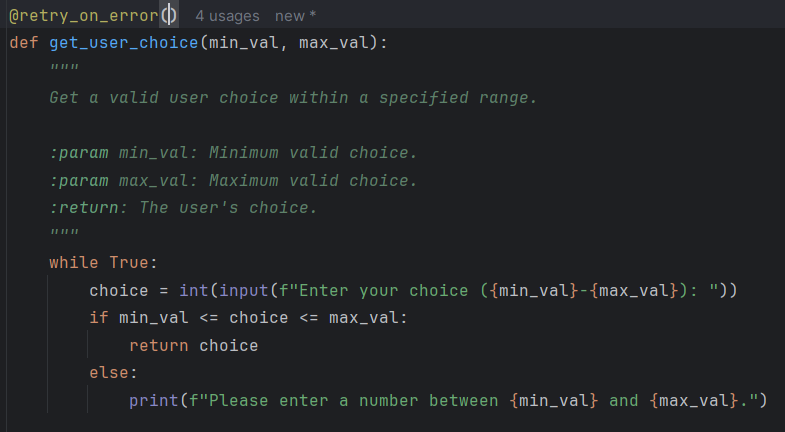 @retry_on_error() 4 usages new *
def get_user_choice(min_val, max_val):
    """
    Get a valid user choice within a specified range.

    :param min_val: Minimum valid choice.
    :param max_val: Maximum valid choice.
    :return: The user's choice.
    """
    while True:
        choice = int(input(f"Enter your choice ({min_val}-{max_val}): "))
        if min_val <= choice <= max_val:
            return choice
        else:
            print(f"Please enter a number between {min_val} and {max_val}.")